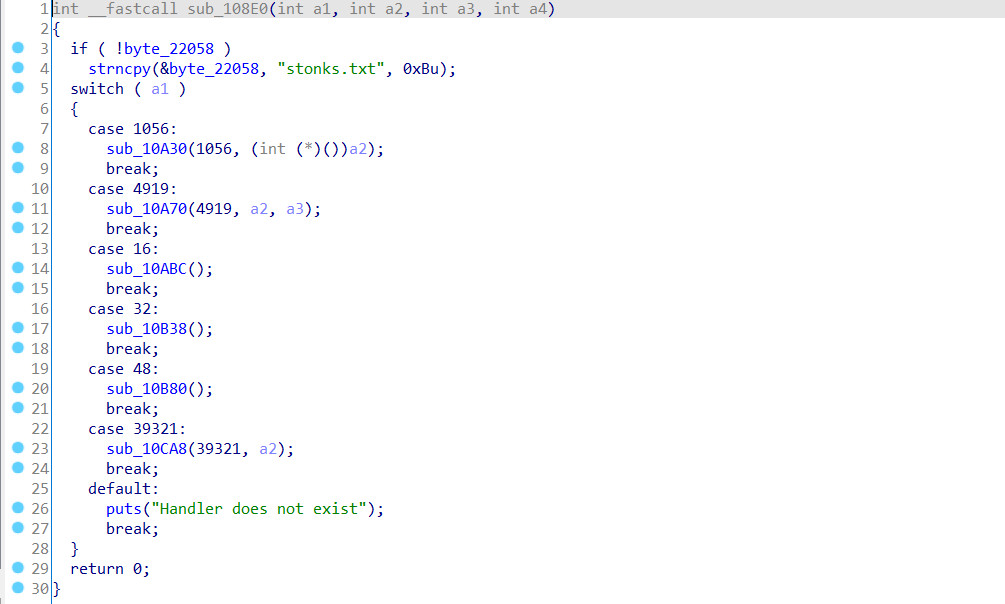 1 int __fastcall sub_108E0(int a1, int a2, int a3, int a4)
2 {
3 if ( !byte_22058 )
4 strncpy(&byte_22058, "stonks.txt", 0xBu);
5 switch ( a1 )
6 {
7 case 1056:
8 sub_10A30(1056, (int (*)())a2);
9 break;
10 case 4919:
11 sub_10A70(4919, a2, a3);
12 break;
13 case 16:
14 sub_10ABC();
15 break;
16 case 32:
17 sub_10B38();
18 break;
19 case 48:
20 sub_10B80();
21 break;
22 case 39321:
23 sub_10CA8(39321, a2);
24 break;
25 default:
26 puts("Handler does not exist");
27 break;
28 }
29 return 0;
30 }